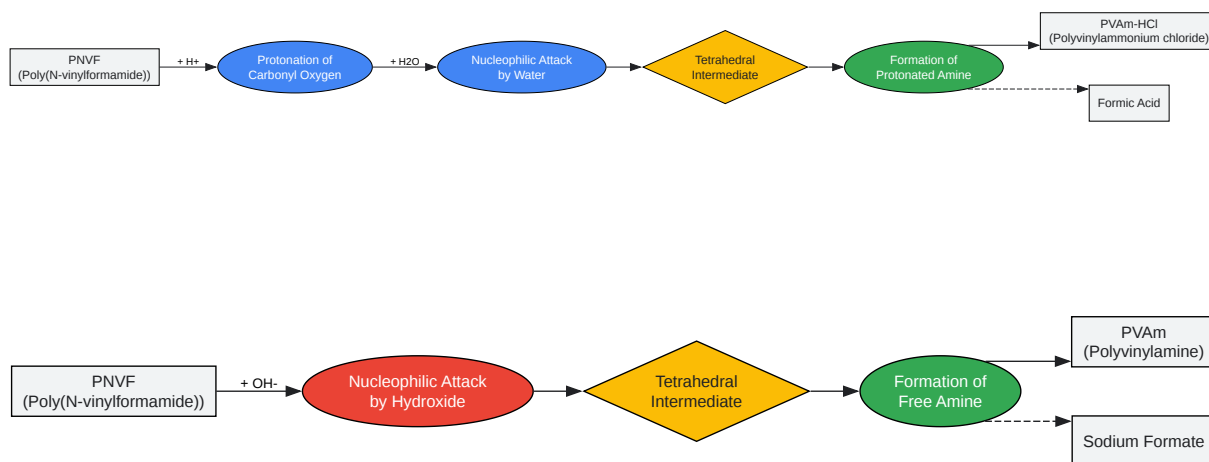 PNVF
(Poly(N-vinylformamide))
+ H+
Protonation of
Carbonyl Oxygen
+ H2O
Nucleophilic Attack
by Water
Tetrahedral
Intermediate
Formation of
Protonated Amine
PVAm-HCl
(Polyvinylammonium chloride)
Formic Acid
PNVF
(Poly(N-vinylformamide))
+ OH-
Nucleophilic Attack
by Hydroxide
Tetrahedral
Intermediate
Formation of
Free Amine
PVAm
(Polyvinylamine)
Sodium Formate